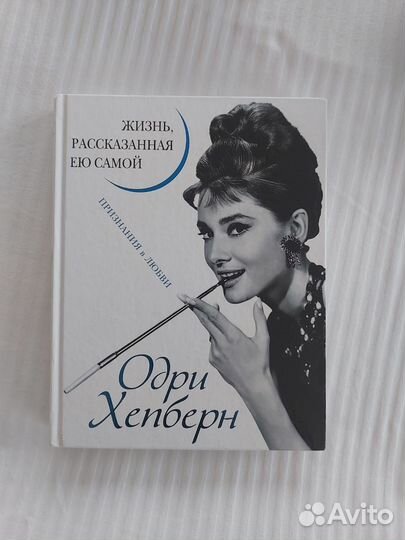 ЖИЗНЬ,
РАССКАЗАННАЯ
ЕЮ САМОЙ
ПРИЗНАНИЯ в ЛЮБВИ
Одри
Хепберн
Avito